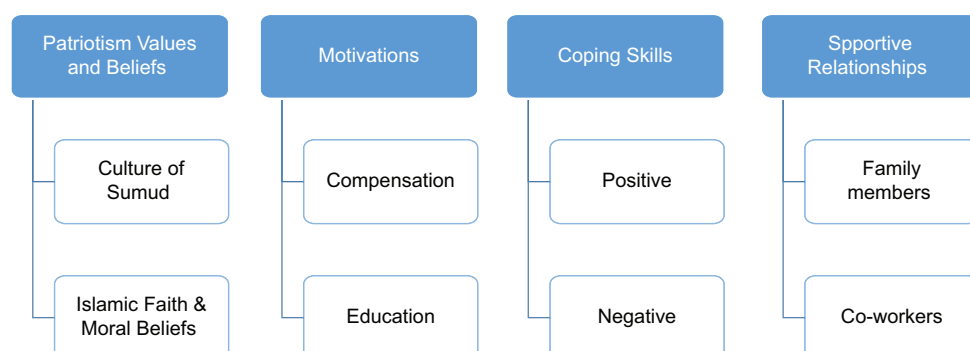 Patriotism Values
and Beliefs
Culture of
Sumud
Islamic Faith &
Moral Beliefs
Motivations
Compensation
Education
Coping Skills
Positive
Negative
Spportive
Relationships
Family
members
Co-workers